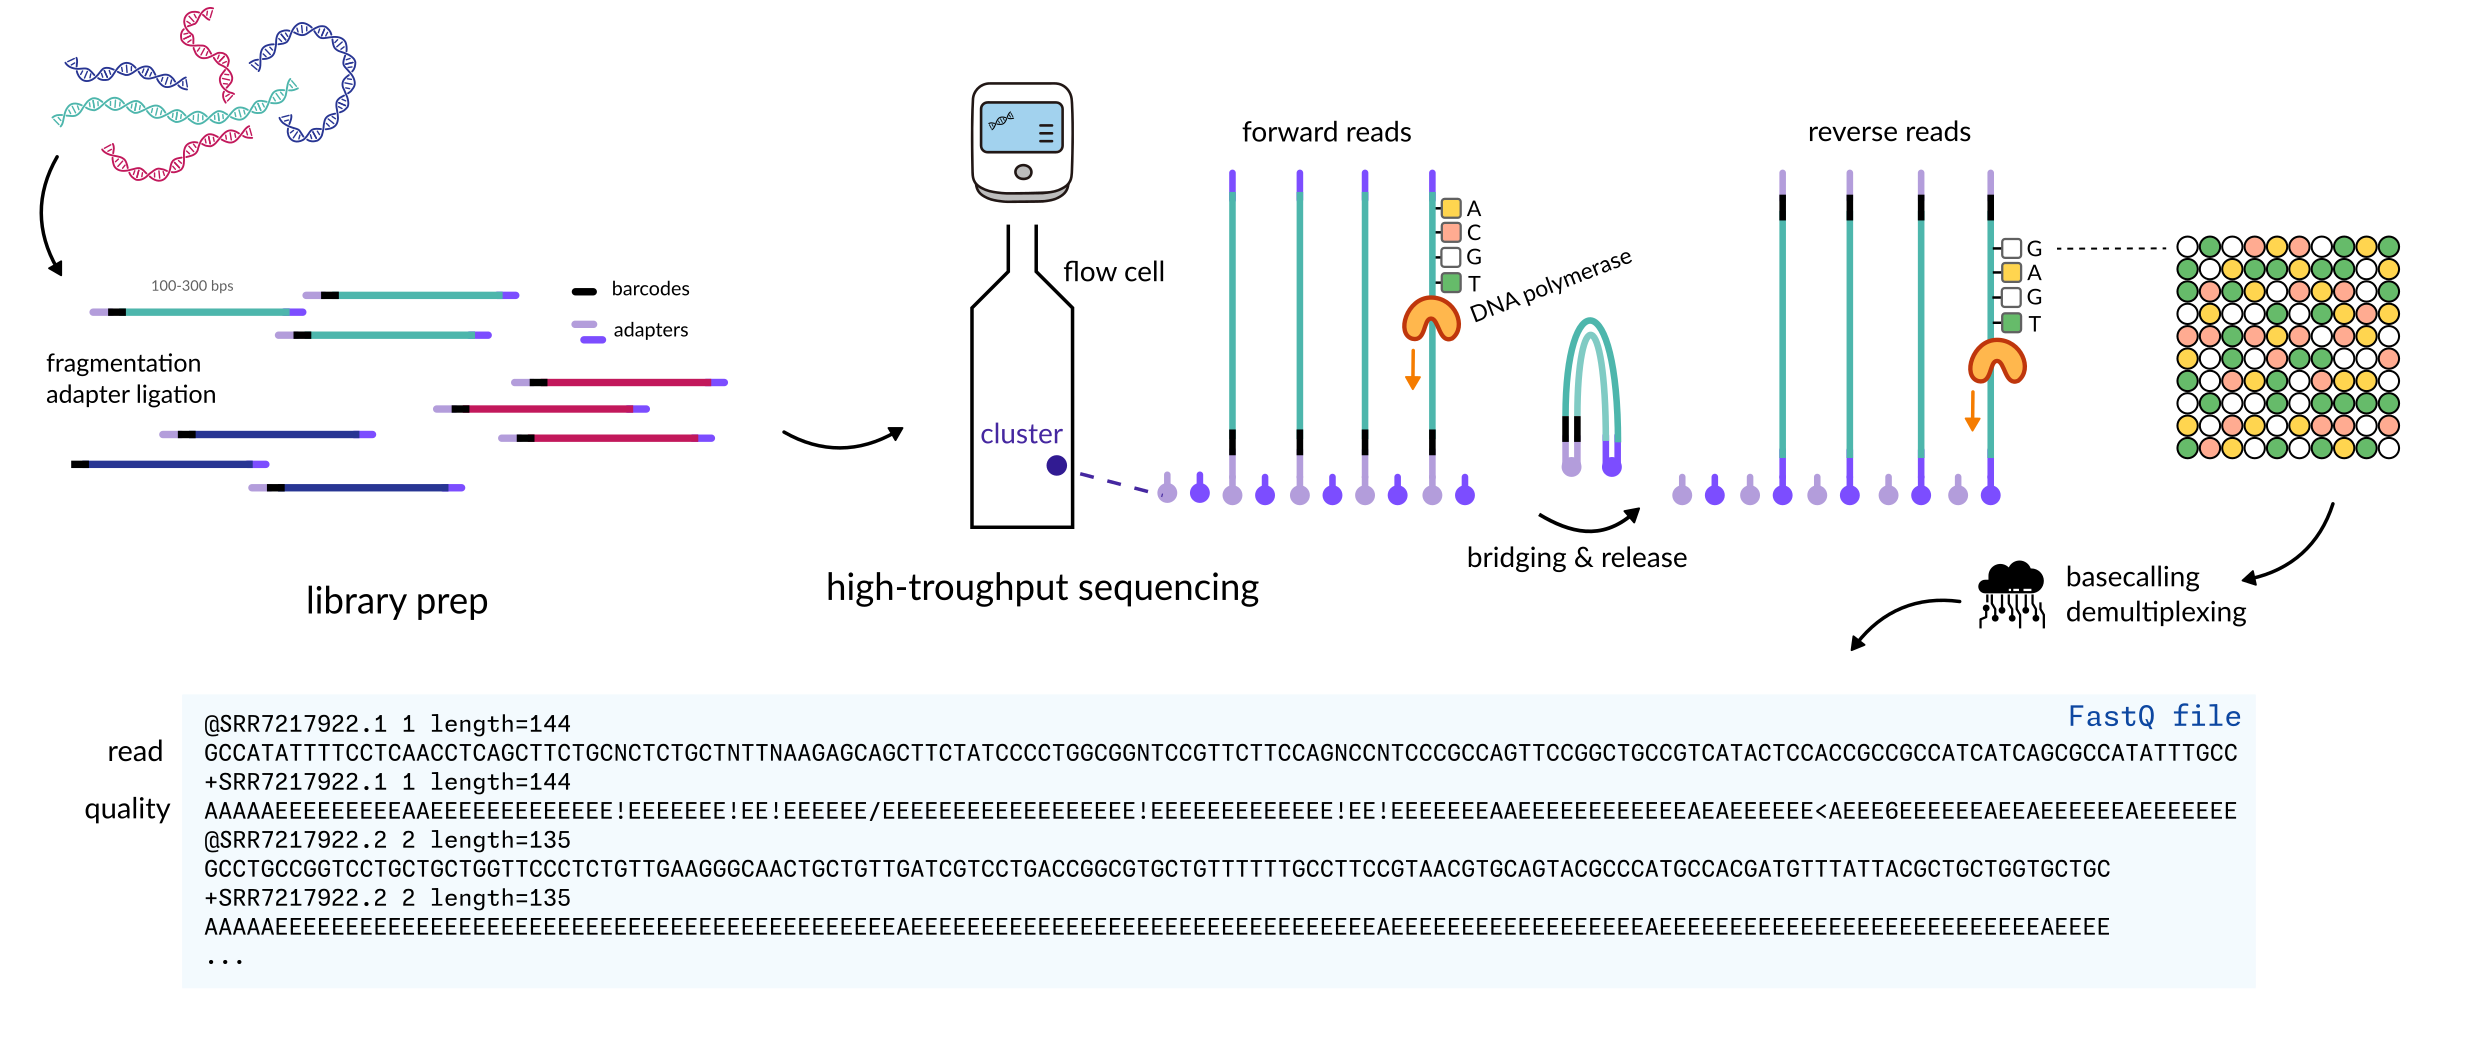 100-300 bps
barcodes
adapters
fragmentation
adapter ligation
library prep
flow cell
cluster
high-troughput sequencing
forward reads
A
C
G
T
DNA polymerase
bridging & release
reverse reads
G
A
G
T
basecalling
demultiplexing
FastQ file
@SRR7217922.1 1 length=144
read
GCCATATTTTCCTCAACCTCAGCTTCTGCNCTCTGCTNTTNAAGAGCAGCTTCTATCCCCTGGCGGNTCCGTTCTTCCAGNCCNTCCCGCCAGTTCCGGCTGCCGTCATACTCCACCGCCGCCATCATCAGCGCCATATTTGCC
+SRR7217922.1 1 length=144
quality
AAAAAEEEEEEEEEAAEEEEEEEEEEEEE!EEEEEEE!EE!EEEEEE/EEEEEEEEEEEEEEEEEE!EEEEEEEEEEEEE!EE!EEEEEEEAAEEEEEEEEEEEEAEAEEEEEE<AEEE6EEEEEEAEEAEEEEEEAEEEEEEE
@SRR7217922.2 2 length=135
GCCTGCCGGTCCTGCTGCTGGTTCCCTCTGTTGAAGGGCAACTGCTGTTGATCGTCCTGACCGGCGTGCTGTTTTTTGCCTTCCGTAACGTGCAGTACGCCCATGCCACGATGTTTATTACGCTGCTGGTGCTGC
+SRR7217922.2 2 length=135
AAAAAEEEEEEEEEEEEEEEEEEEEEEEEEEEEEEEEEEEEEEEEEEEEAEEEEEEEEEEEEEEEEEEEEEEEEEEEEEEEEEAEEEEEEEEEEEEEEEEEEAEEEEEEEEEEEEEEEEEEEEEEEEEEEAEEEE
...